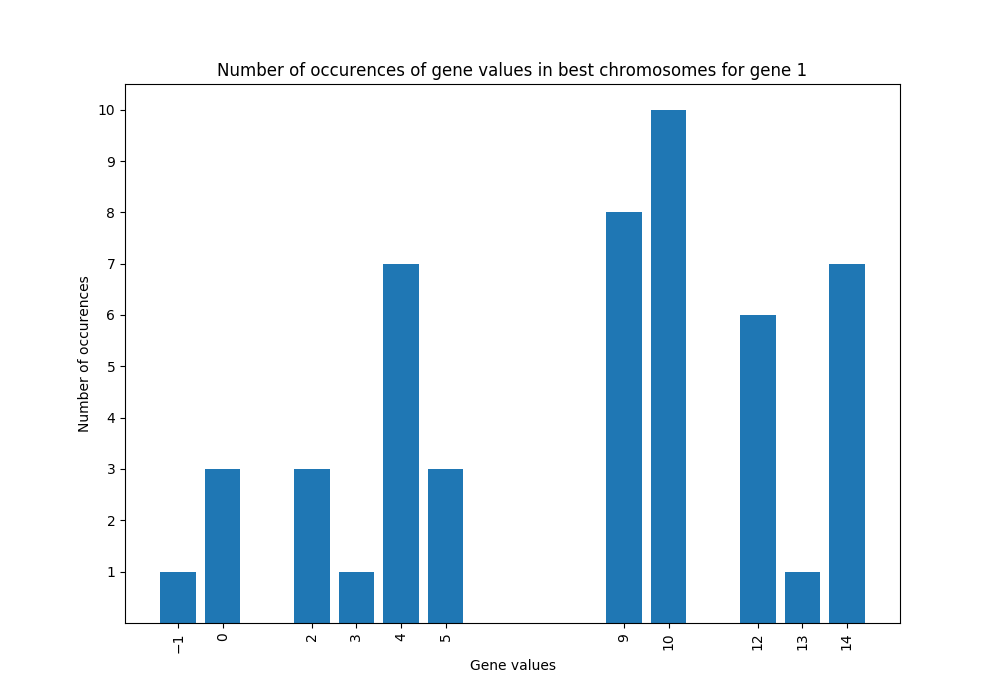 Number of occurences of gene values in best chromosomes for gene 1
10
9
8
7
6
5
4
3
2
1
Number of occurences
−1 0 2 3 4 5 9 10 12 13 14
Gene values